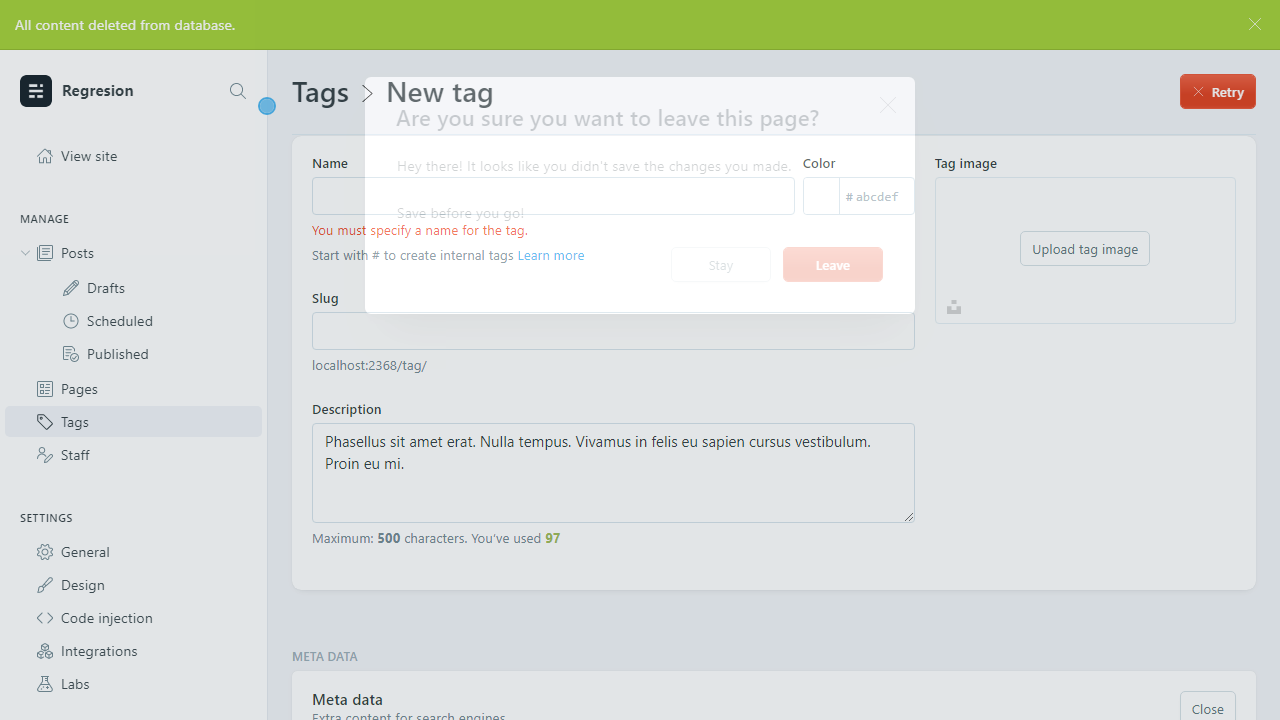 All content deleted from database.
Regresion
View site
MANAGE
Posts
Drafts
Scheduled
Published
Pages
Tags
Staff
SETTINGS
General
Design
Code injection
Integrations
Labs
Tags
New tag
Retry
Are you sure you want to leave this page?
Hey there! It looks like you didn't save the changes you made.
Save before you go!
Stay
Leave
Name
Color
# abcdef
You must specify a name for the tag.
Start with # to create internal tags Learn more
Slug
localhost:2368/tag/
Description
Phasellus sit amet erat. Nulla tempus. Vivamus in felis eu sapien cursus vestibulum.
Proin eu mi.
Maximum: 500 characters. You've used 97
Tag image
Upload tag image
META DATA
Meta data
Extra content for search engines
Close